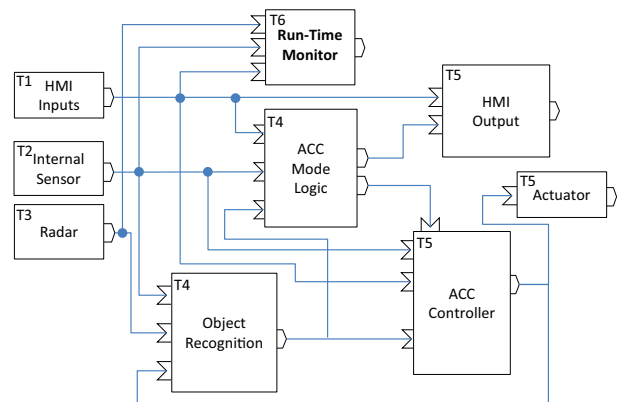 T6
Run-Time
Monitor
T1
HMI
Inputs
T5
HMI
Output
T4
ACC
Mode
Logic
T2
Internal
Sensor
T5
Actuator
T3
Radar
T5
ACC
Controller
T4
Object
Recognition